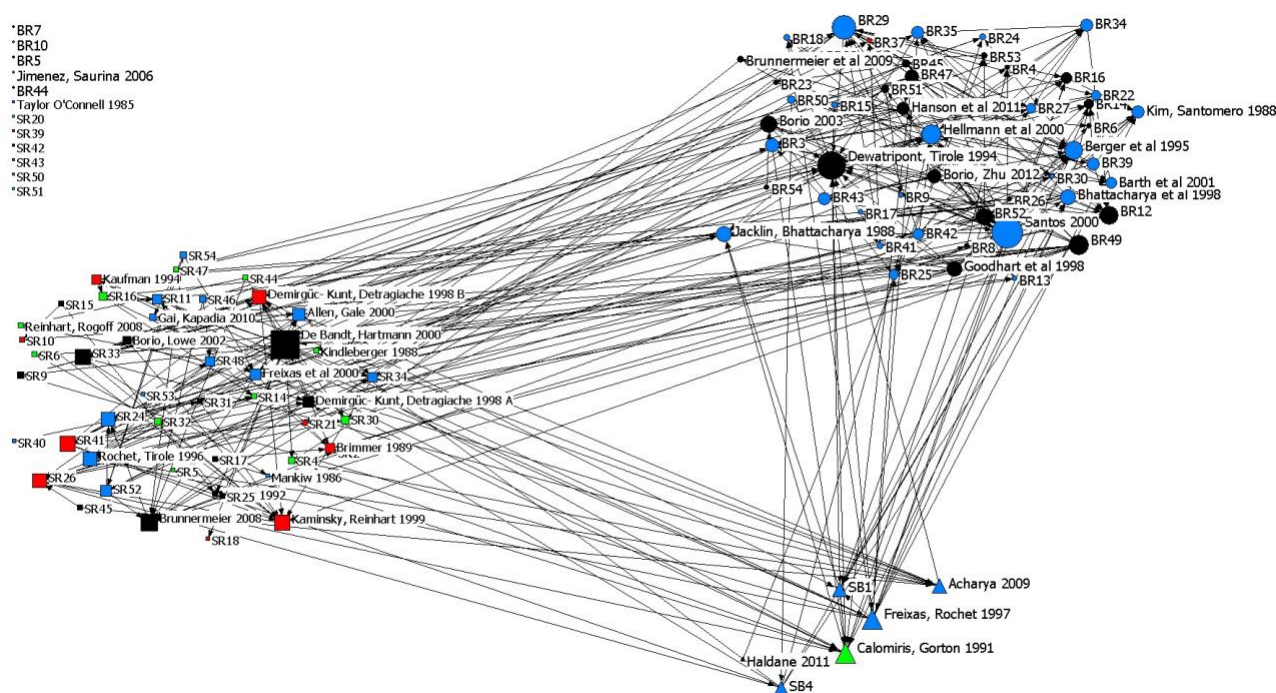 BR7
BR10
BR5
Jimenez, Saurina 2006
BR44
Taylor O'Connell 1985
SR20
SR39
SR42
SR43
SR50
SR51
BR29
BR34
BR18
BR37
BR35
BR24
Brunnermeier et al 2009
BR45
BR53
BR47
BR4
BR16
BR23
BR51
BR22
BR50
BR15
Hanson et al 2011
BR27
BR14
Kim, Santomero 1988
Borio 2003
Hellmann et al 2000
BR6
BR3
Berger et al 1995
Dewatripont, Tirole 1994
BR39
Borio, Zhu 2012
BR30
Barth et al 2001
BR54
BR43
BR9
BR26
Bhattacharya et al 1998
BR17
BR52
BR12
Santos 2000
Jacklin, Bhattacharya 1988
BR42
BR41
BR8
BR49
BR25
Goodhart et al 1998
BR13
SR54
SR47
Kaufman 1994
SR44
SR16
SR11
SR46
Demirgüc- Kunt, Detragiache 1998 B
SR15
Gai, Kapadia 2010
Allen, Gale 2000
Reinhart, Rogoff 2008
SR10
Borio, Lowe 2002
De Bandt, Hartmann 2000
SR6
SR33
Kindleberger 1988
SR48
SR9
Freixas et al 2000
SR34
SR53
SR31
SR14
Demirgüc- Kunt, Detragiache 1998 A
SR24
SR32
SR21
SR30
SR40
SR41
Brimmer 1989
SR2
Rochet, Tirole 1996
SR17
SR4
SR5
Mankiw 1986
SR26
SR52
SR25
1992
SR45
Brunnermeier 2008
Kaminsky, Reinhart 1999
SR18
SB1
Acharya 2009
Freixas, Rochet 1997
Calomiris, Gorton 1991
Haldane 2011
SB4